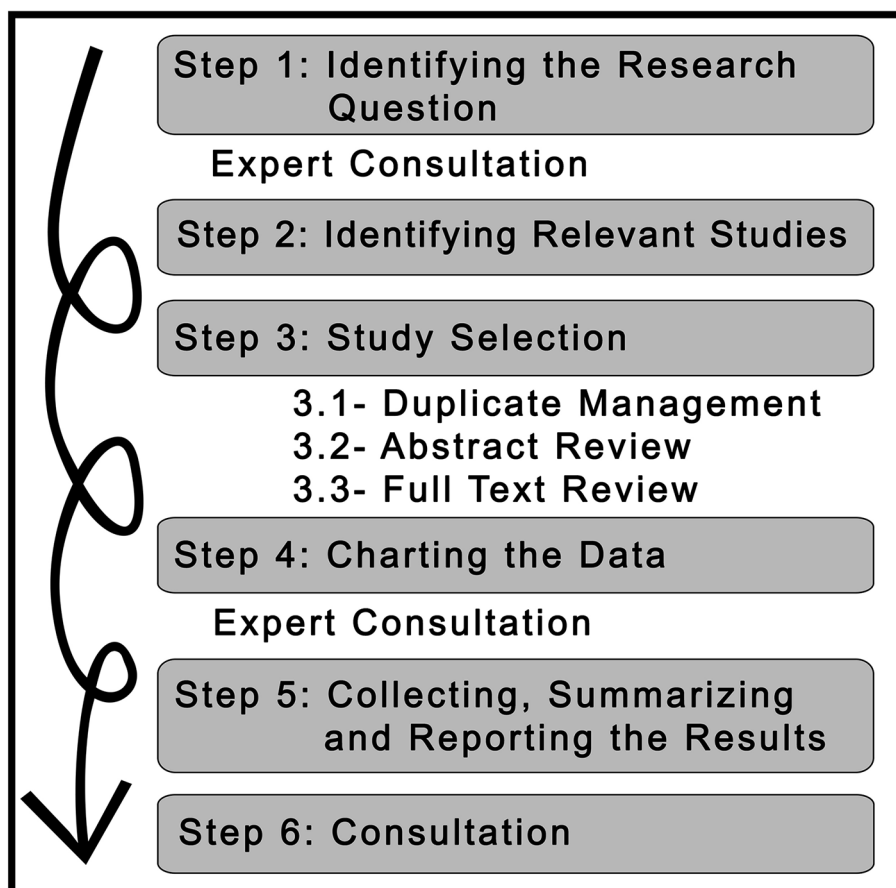 Step 1: Identifying the Research
Question
Expert Consultation
Step 2: Identifying Relevant Studies
Step 3: Study Selection
3.1- Duplicate Management
3.2- Abstract Review
3.3- Full Text Review
Step 4: Charting the Data
Expert Consultation
Step 5: Collecting, Summarizing
and Reporting the Results
Step 6: Consultation